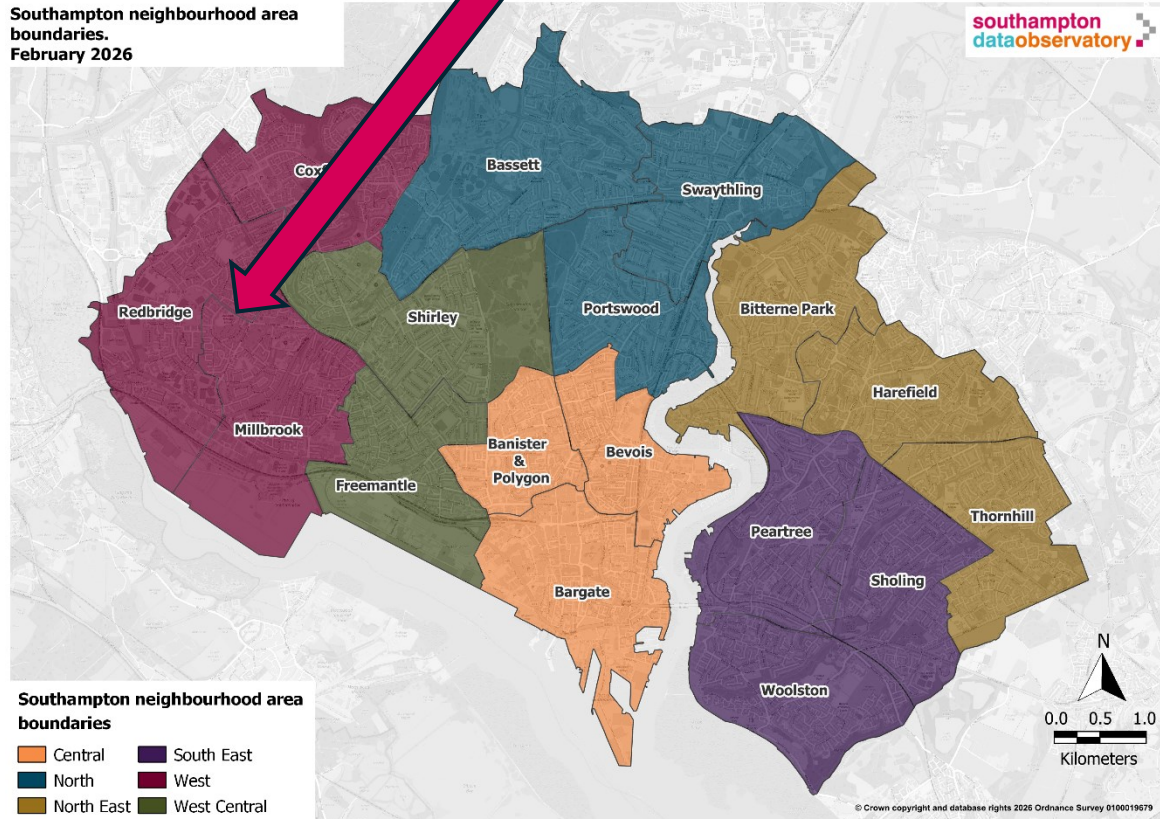 Southampton neighbourhood area
boundaries.
February 2026
southampton
dataobservatory
Bassett
Swaythling
Redbridge
Shirley
Portswood
Bitterne Park
Harefield
Millbrook
Banister
&
Polygon
Bevois
Freemantle
Thornhill
Peartree
Sholing
Bargate
Woolston
N
0.0 0.5 1.0
Kilometers
Southampton neighbourhood area
boundaries
Central
South East
North
West
North East
West Central
© Crown copyright and database rights 2026 Ordnance Survey 0100019679